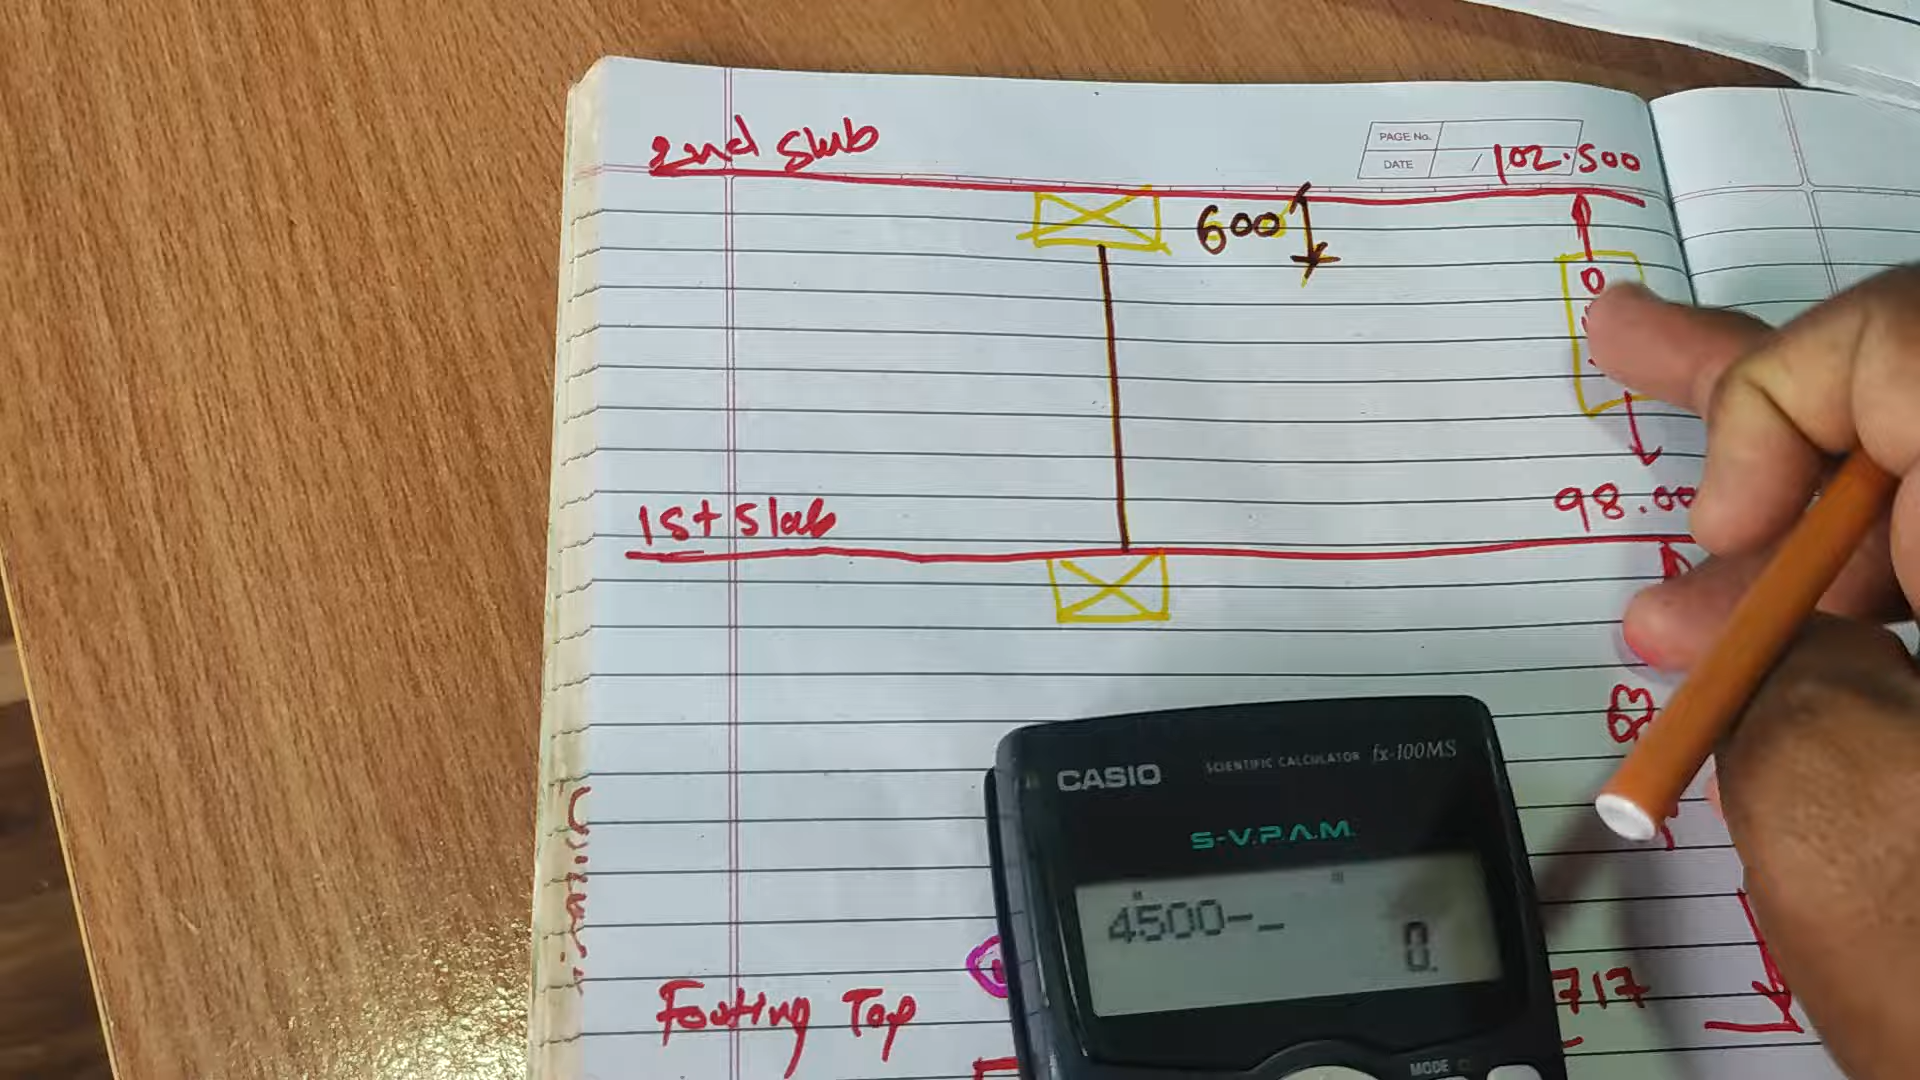 2nd Slab
PAGE No.
DATE /
102.500
600
1st Slab
98.00
CASIO
SCIENTIFIC CALCULATOR fx-100MS
S-V.P.A.M.
4500-_
0.
717
Footing Top
MODE